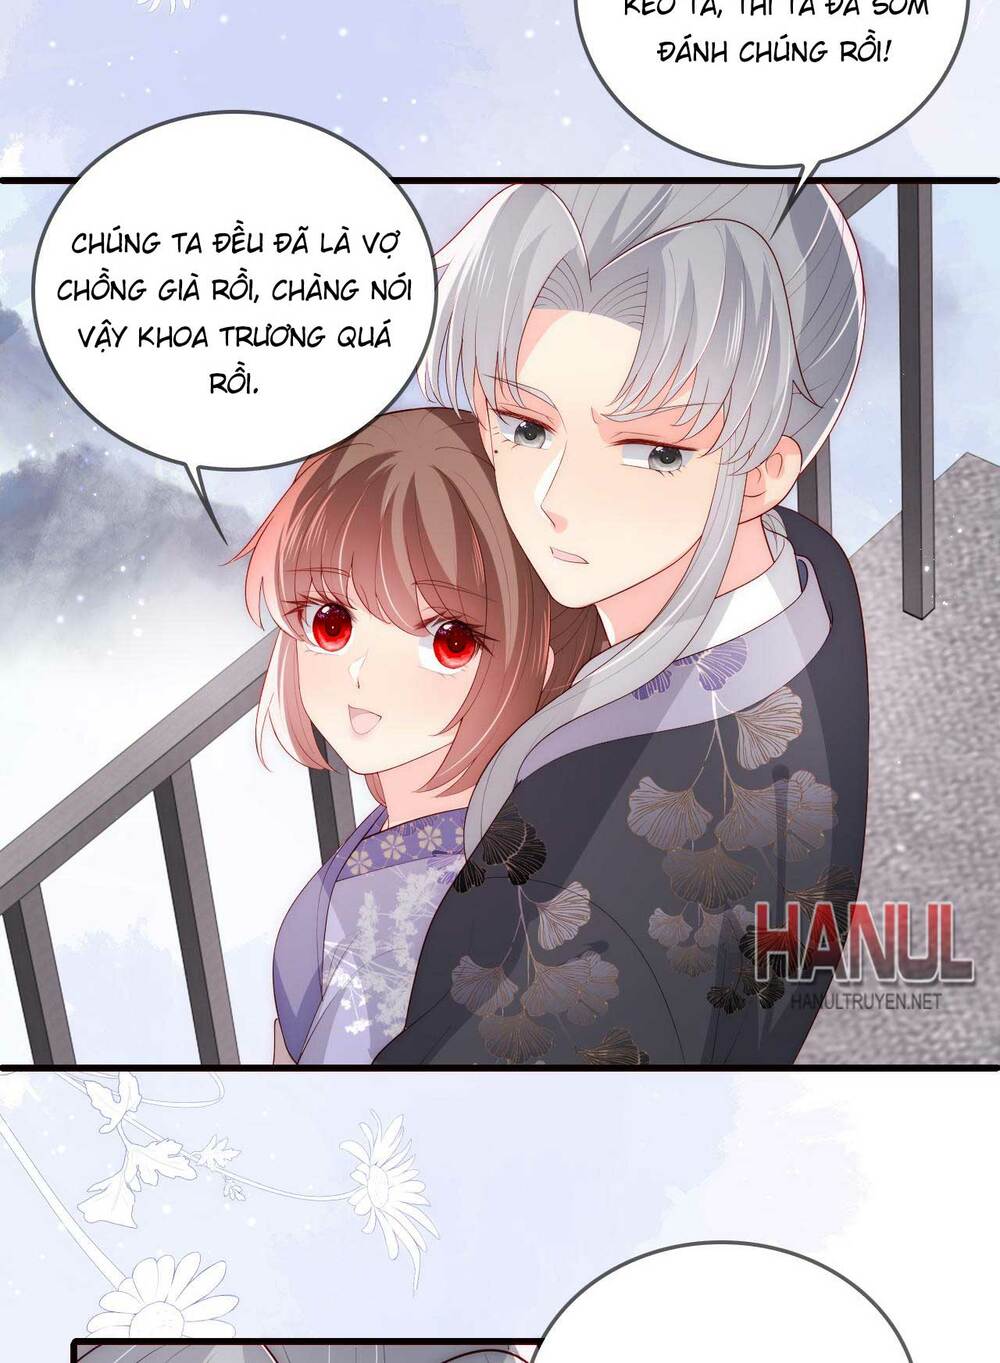 KÉO TA, THÌ TA ĐÃ SỚM
ĐÁNH CHÚNG RỒI!
CHÚNG TA ĐỀU ĐÃ LÀ VỢ
CHỒNG GIÀ RỒI, CHÀNG NÓI
VẬY KHOA TRƯƠNG QUÁ
RỒI.
HANUL
HANULTRUYEN.NET